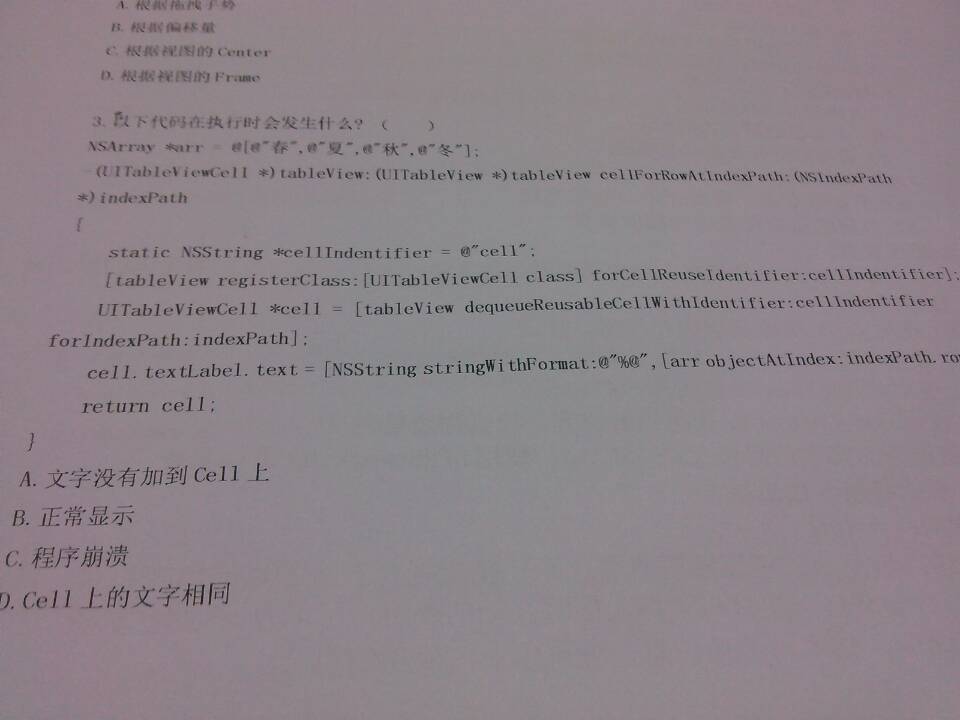 A. 根据拖拽手势
B. 根据偏移量
C. 根据视图的 Center
D. 根据视图的 Frame
3. 以下代码在执行时会发生什么？（ ）
NSArray *arr = @[@"春",@"夏",@"秋",@"冬"];
-(UITableViewCell *)tableView:(UITableView *)tableView cellForRowAtIndexPath:(NSIndexPath
*)indexPath
{
static NSString *cellIndentifier = @"cell";
[tableView registerClass:[UITableViewCell class] forCellReuseIdentifier:cellIndentifier];
UITableViewCell *cell = [tableView dequeueReusableCellWithIdentifier:cellIndentifier
forIndexPath:indexPath];
cell.textLabel.text = [NSString stringWithFormat:@"%@",[arr objectAtIndex:indexPath.ro
return cell;
}
A. 文字没有加到 Cell 上
B. 正常显示
C. 程序崩溃
D. Cell 上的文字相同